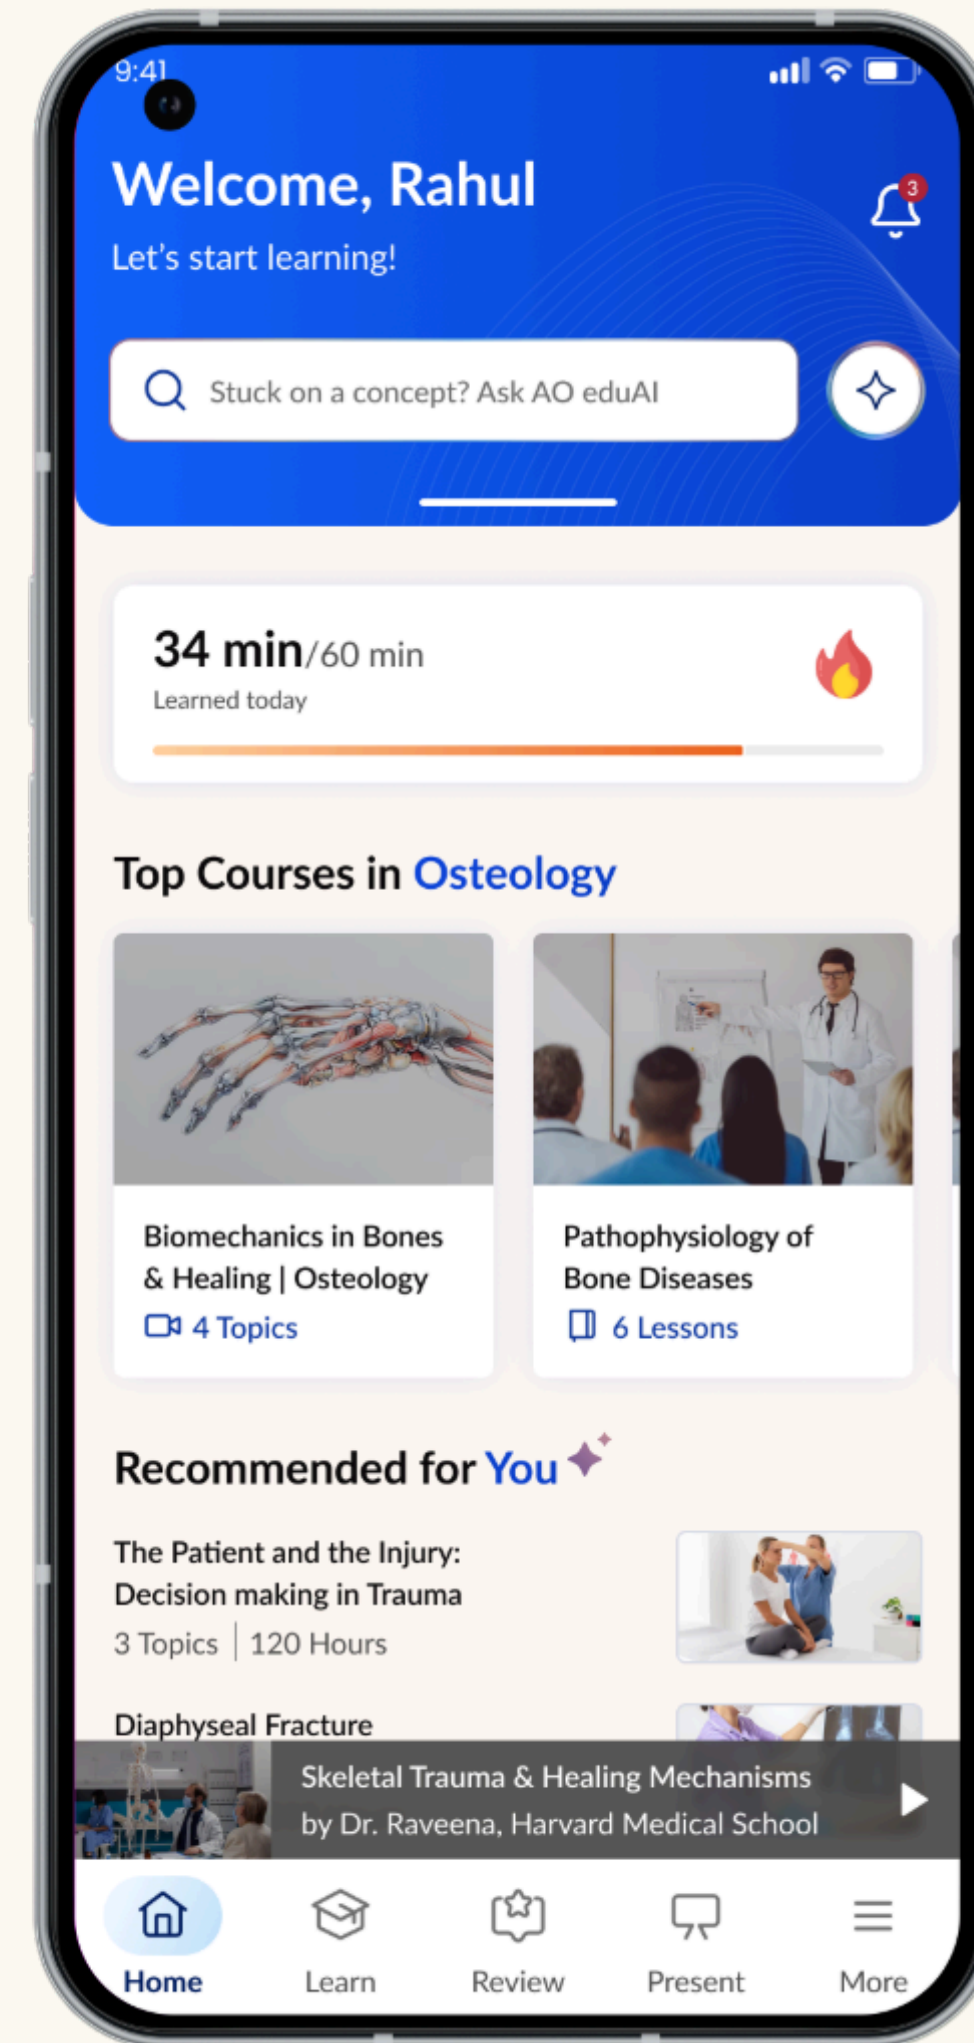 9:41
Welcome, Rahul
3
Let's start learning!
Stuck on a concept? Ask AO eduAI
34 min/60 min
Learned today
Top Courses in Osteology
Biomechanics in Bones
& Healing | Osteology
4 Topics
Pathophysiology of
Bone Diseases
6 Lessons
Recommended for You
The Patient and the Injury:
Decision making in Trauma
3 Topics | 120 Hours
Diaphyseal Fracture
Skeletal Trauma & Healing Mechanisms
by Dr. Raveena, Harvard Medical School
Home
Learn
Review
Present
More